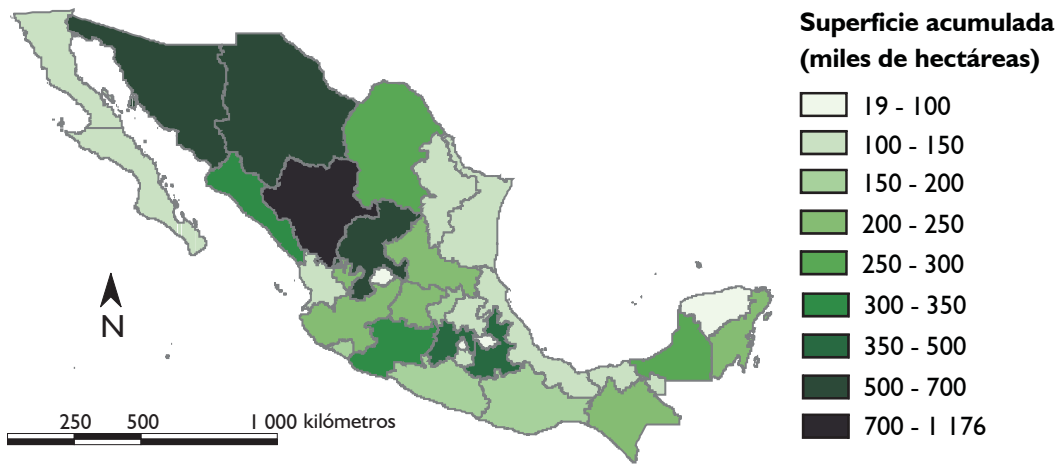 Superficie acumulada
(miles de hectáreas)
19 - 100
100 - 150
150 - 200
200 - 250
250 - 300
300 - 350
350 - 500
500 - 700
700 - 1 176
N
250 500 1 000 kilómetros